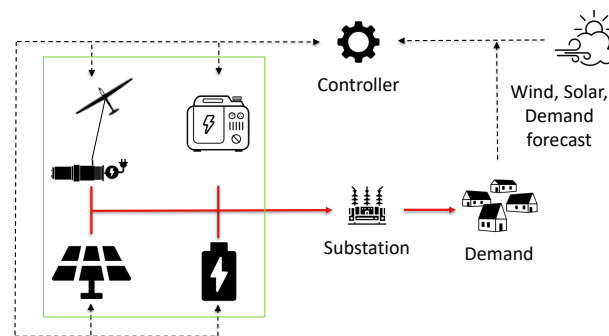 Controller
Wind, Solar,
Demand
forecast
Substation
Demand